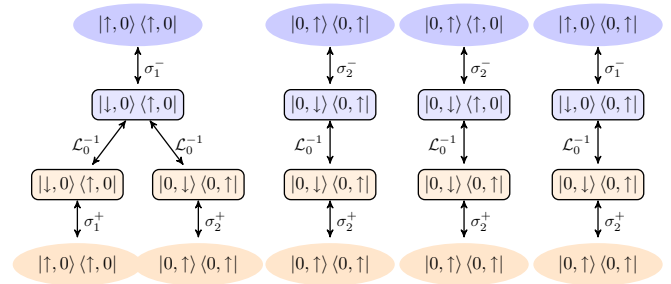 |↑, 0⟩ ⟨↑, 0| |0, ↑⟩ ⟨0, ↑| |0, ↑⟩ ⟨↑, 0| |↑, 0⟩ ⟨0, ↑|
σ₁⁻ σ₂⁻ σ₂⁻ σ₁⁻
|↓, 0⟩ ⟨↑, 0| |0, ↓⟩ ⟨0, ↑| |0, ↓⟩ ⟨↑, 0| |↓, 0⟩ ⟨0, ↑|
ℒ₀⁻¹ ℒ₀⁻¹ ℒ₀⁻¹ ℒ₀⁻¹ ℒ₀⁻¹
|↓, 0⟩ ⟨↑, 0| |0, ↓⟩ ⟨0, ↑| |0, ↓⟩ ⟨0, ↑| |0, ↓⟩ ⟨0, ↑| |0, ↓⟩ ⟨0, ↑|
σ₁⁺ σ₂⁺ σ₂⁺ σ₂⁺ σ₂⁺
|↑, 0⟩ ⟨↑, 0| |0, ↑⟩ ⟨0, ↑| |0, ↑⟩ ⟨0, ↑| |0, ↑⟩ ⟨0, ↑| |0, ↑⟩ ⟨0, ↑|